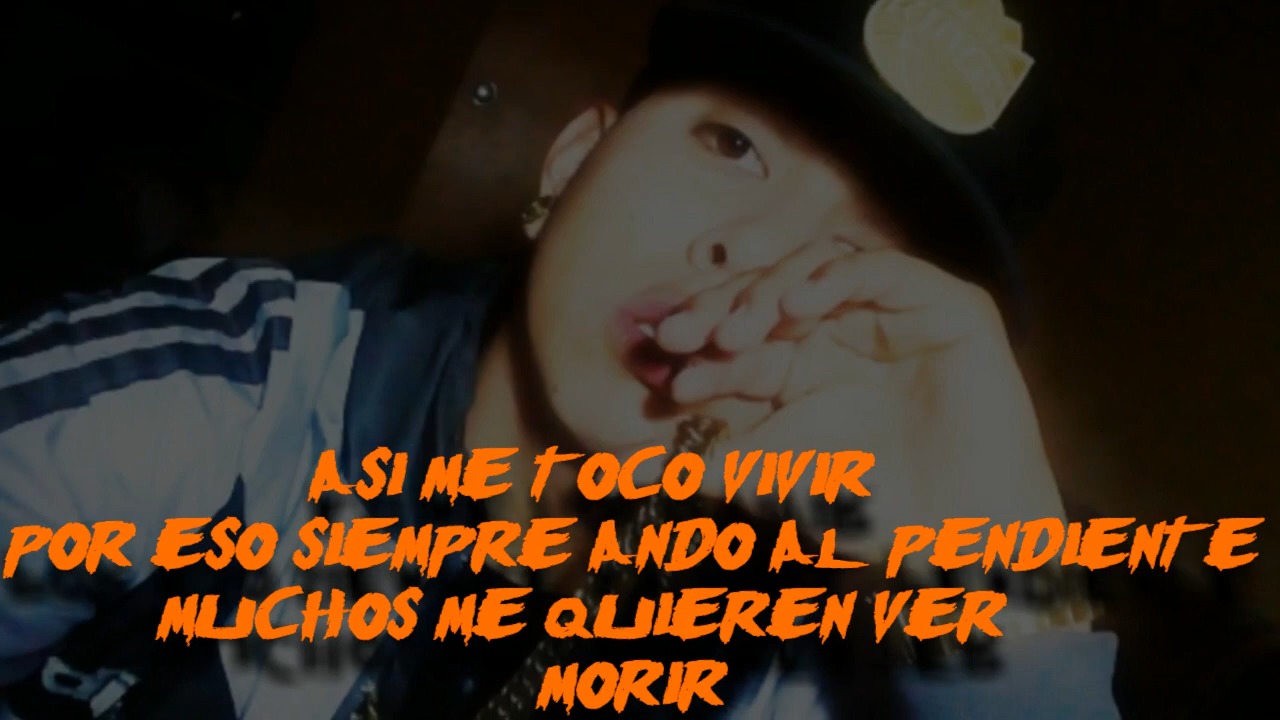 ASI ME TOCO VIVIR
POR ESO SIEMPRE ANDO AL PENDIENTE
MUCHOS ME QUIEREN VER
MORIR